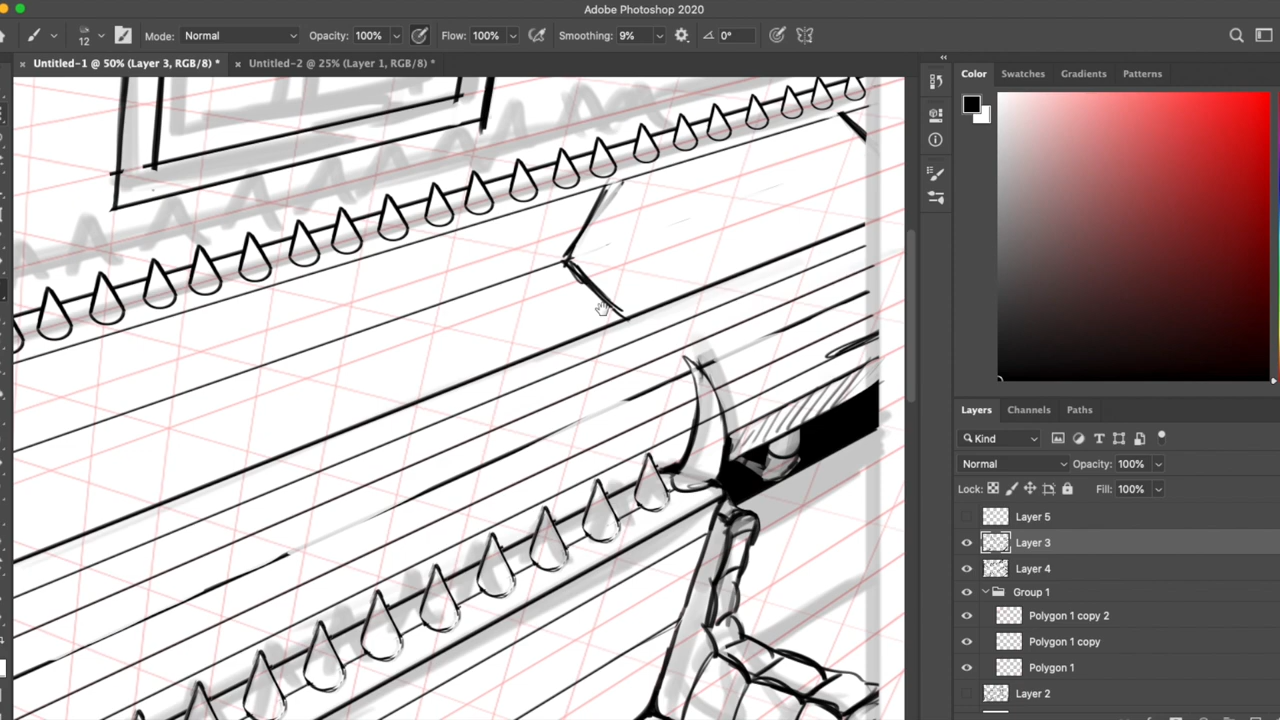 Adobe Photoshop 2020
12 Mode: Normal Opacity: 100% Flow: 100% Smoothing: 9% 0°
× Untitled-1 @ 50% (Layer 3, RGB/8) * × Untitled-2 @ 25% (Layer 1, RGB/8) *
Color Swatches Gradients Patterns
Layers Channels Paths
Kind
Normal Opacity: 100%
Lock: Fill: 100%
Layer 5
Layer 3
Layer 4
Group 1
Polygon 1 copy 2
Polygon 1 copy
Polygon 1
Layer 2